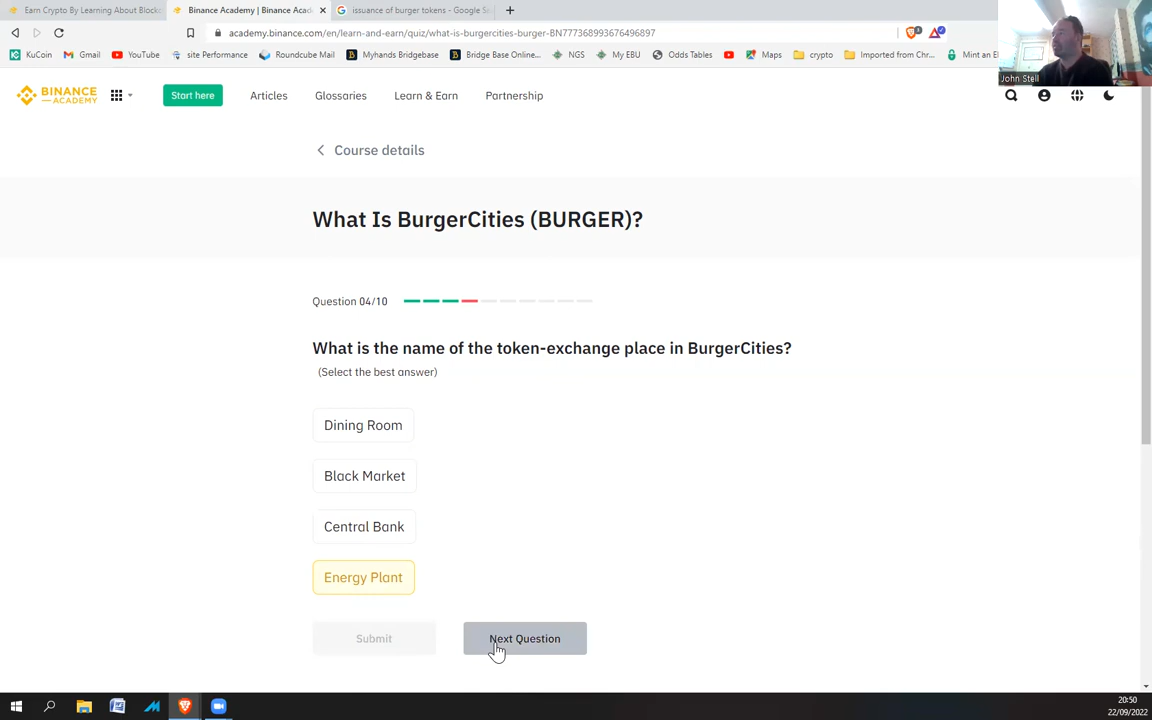 Earn Crypto By Learning About Blocko
Binance Academy | Binance Acad
issuance of burger tokens - Google Se
academy.binance.com/en/learn-and-earn/quiz/what-is-burgercities-burger-BN777368993676496897
KuCoin
Gmail
YouTube
site Performance
Roundcube Mail
Myhands Bridgebase
Bridge Base Online...
NGS
My EBU
Odds Tables
Maps
crypto
Imported from Chr...
Mint an E
John Stell
BINANCE
ACADEMY
Start here
Articles
Glossaries
Learn & Earn
Partnership
Course details
What Is BurgerCities (BURGER)?
Question 04/10
What is the name of the token-exchange place in BurgerCities?
(Select the best answer)
Dining Room
Black Market
Central Bank
Energy Plant
Submit
Next Question
20:50
22/09/2022